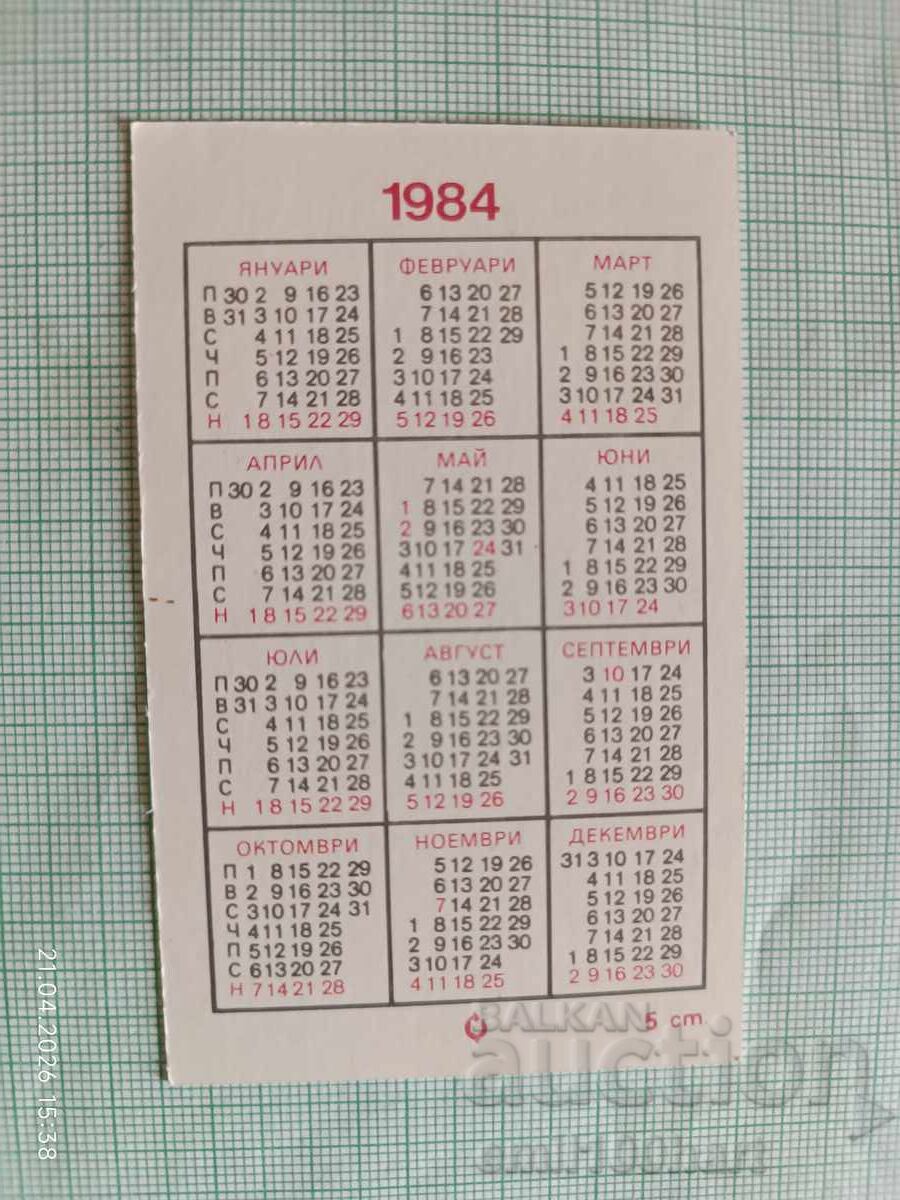 1984
ЯНУАРИ
П 30 2 9 16 23
В 31 3 10 17 24
С 4 11 18 25
Ч 5 12 19 26
П 6 13 20 27
С 7 14 21 28
Н 1 8 15 22 29
ФЕВРУАРИ
6 13 20 27
7 14 21 28
1 8 15 22 29
2 9 16 23
3 10 17 24
4 11 18 25
5 12 19 26
МАРТ
5 12 19 26
6 13 20 27
7 14 21 28
1 8 15 22 29
2 9 16 23 30
3 10 17 24 31
4 11 18 25
АПРИЛ
П 30 2 9 16 23
В 3 10 17 24
С 4 11 18 25
Ч 5 12 19 26
П 6 13 20 27
С 7 14 21 28
Н 1 8 15 22 29
МАЙ
7 14 21 28
1 8 15 22 29
2 9 16 23 30
3 10 17 24 31
4 11 18 25
5 12 19 26
6 13 20 27
ЮНИ
4 11 18 25
5 12 19 26
6 13 20 27
7 14 21 28
1 8 15 22 29
2 9 16 23 30
3 10 17 24
ЮЛИ
П 30 2 9 16 23
В 31 3 10 17 24
С 4 11 18 25
Ч 5 12 19 26
П 6 13 20 27
С 7 14 21 28
Н 1 8 15 22 29
АВГУСТ
6 13 20 27
7 14 21 28
1 8 15 22 29
2 9 16 23 30
3 10 17 24 31
4 11 18 25
5 12 19 26
СЕПТЕМВРИ
3 10 17 24
4 11 18 25
5 12 19 26
6 13 20 27
7 14 21 28
1 8 15 22 29
2 9 16 23 30
ОКТОМВРИ
П 1 8 15 22 29
В 2 9 16 23 30
С 3 10 17 24 31
Ч 4 11 18 25
П 5 12 19 26
С 6 13 20 27
Н 7 14 21 28
НОЕМВРИ
5 12 19 26
6 13 20 27
7 14 21 28
1 8 15 22 29
2 9 16 23 30
3 10 17 24
4 11 18 25
ДЕКЕМВРИ
31 3 10 17 24
4 11 18 25
5 12 19 26
6 13 20 27
7 14 21 28
1 8 15 22 29
2 9 16 23 30
5 cm.
BALKAN
auction
21.04.2026 15:38